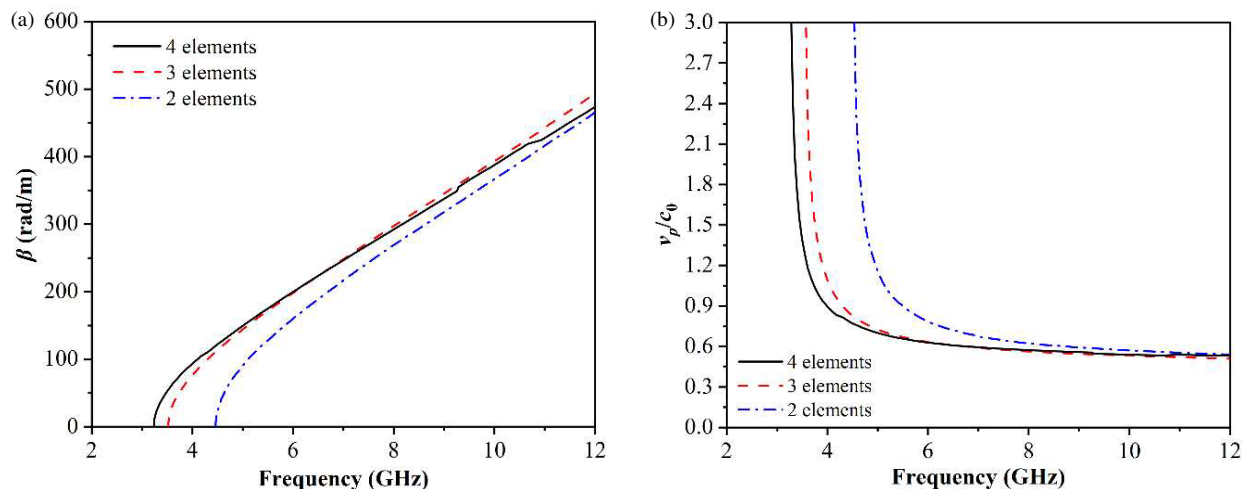 (a)
600
500
400
300
200
100
0
β (rad/m)
4 elements
3 elements
2 elements
2 4 6 8 10 12
Frequency (GHz)
(b)
3.0
2.7
2.4
2.1
1.8
1.5
1.2
0.9
0.6
0.3
0.0
vp/c0
4 elements
3 elements
2 elements
2 4 6 8 10 12
Frequency (GHz)